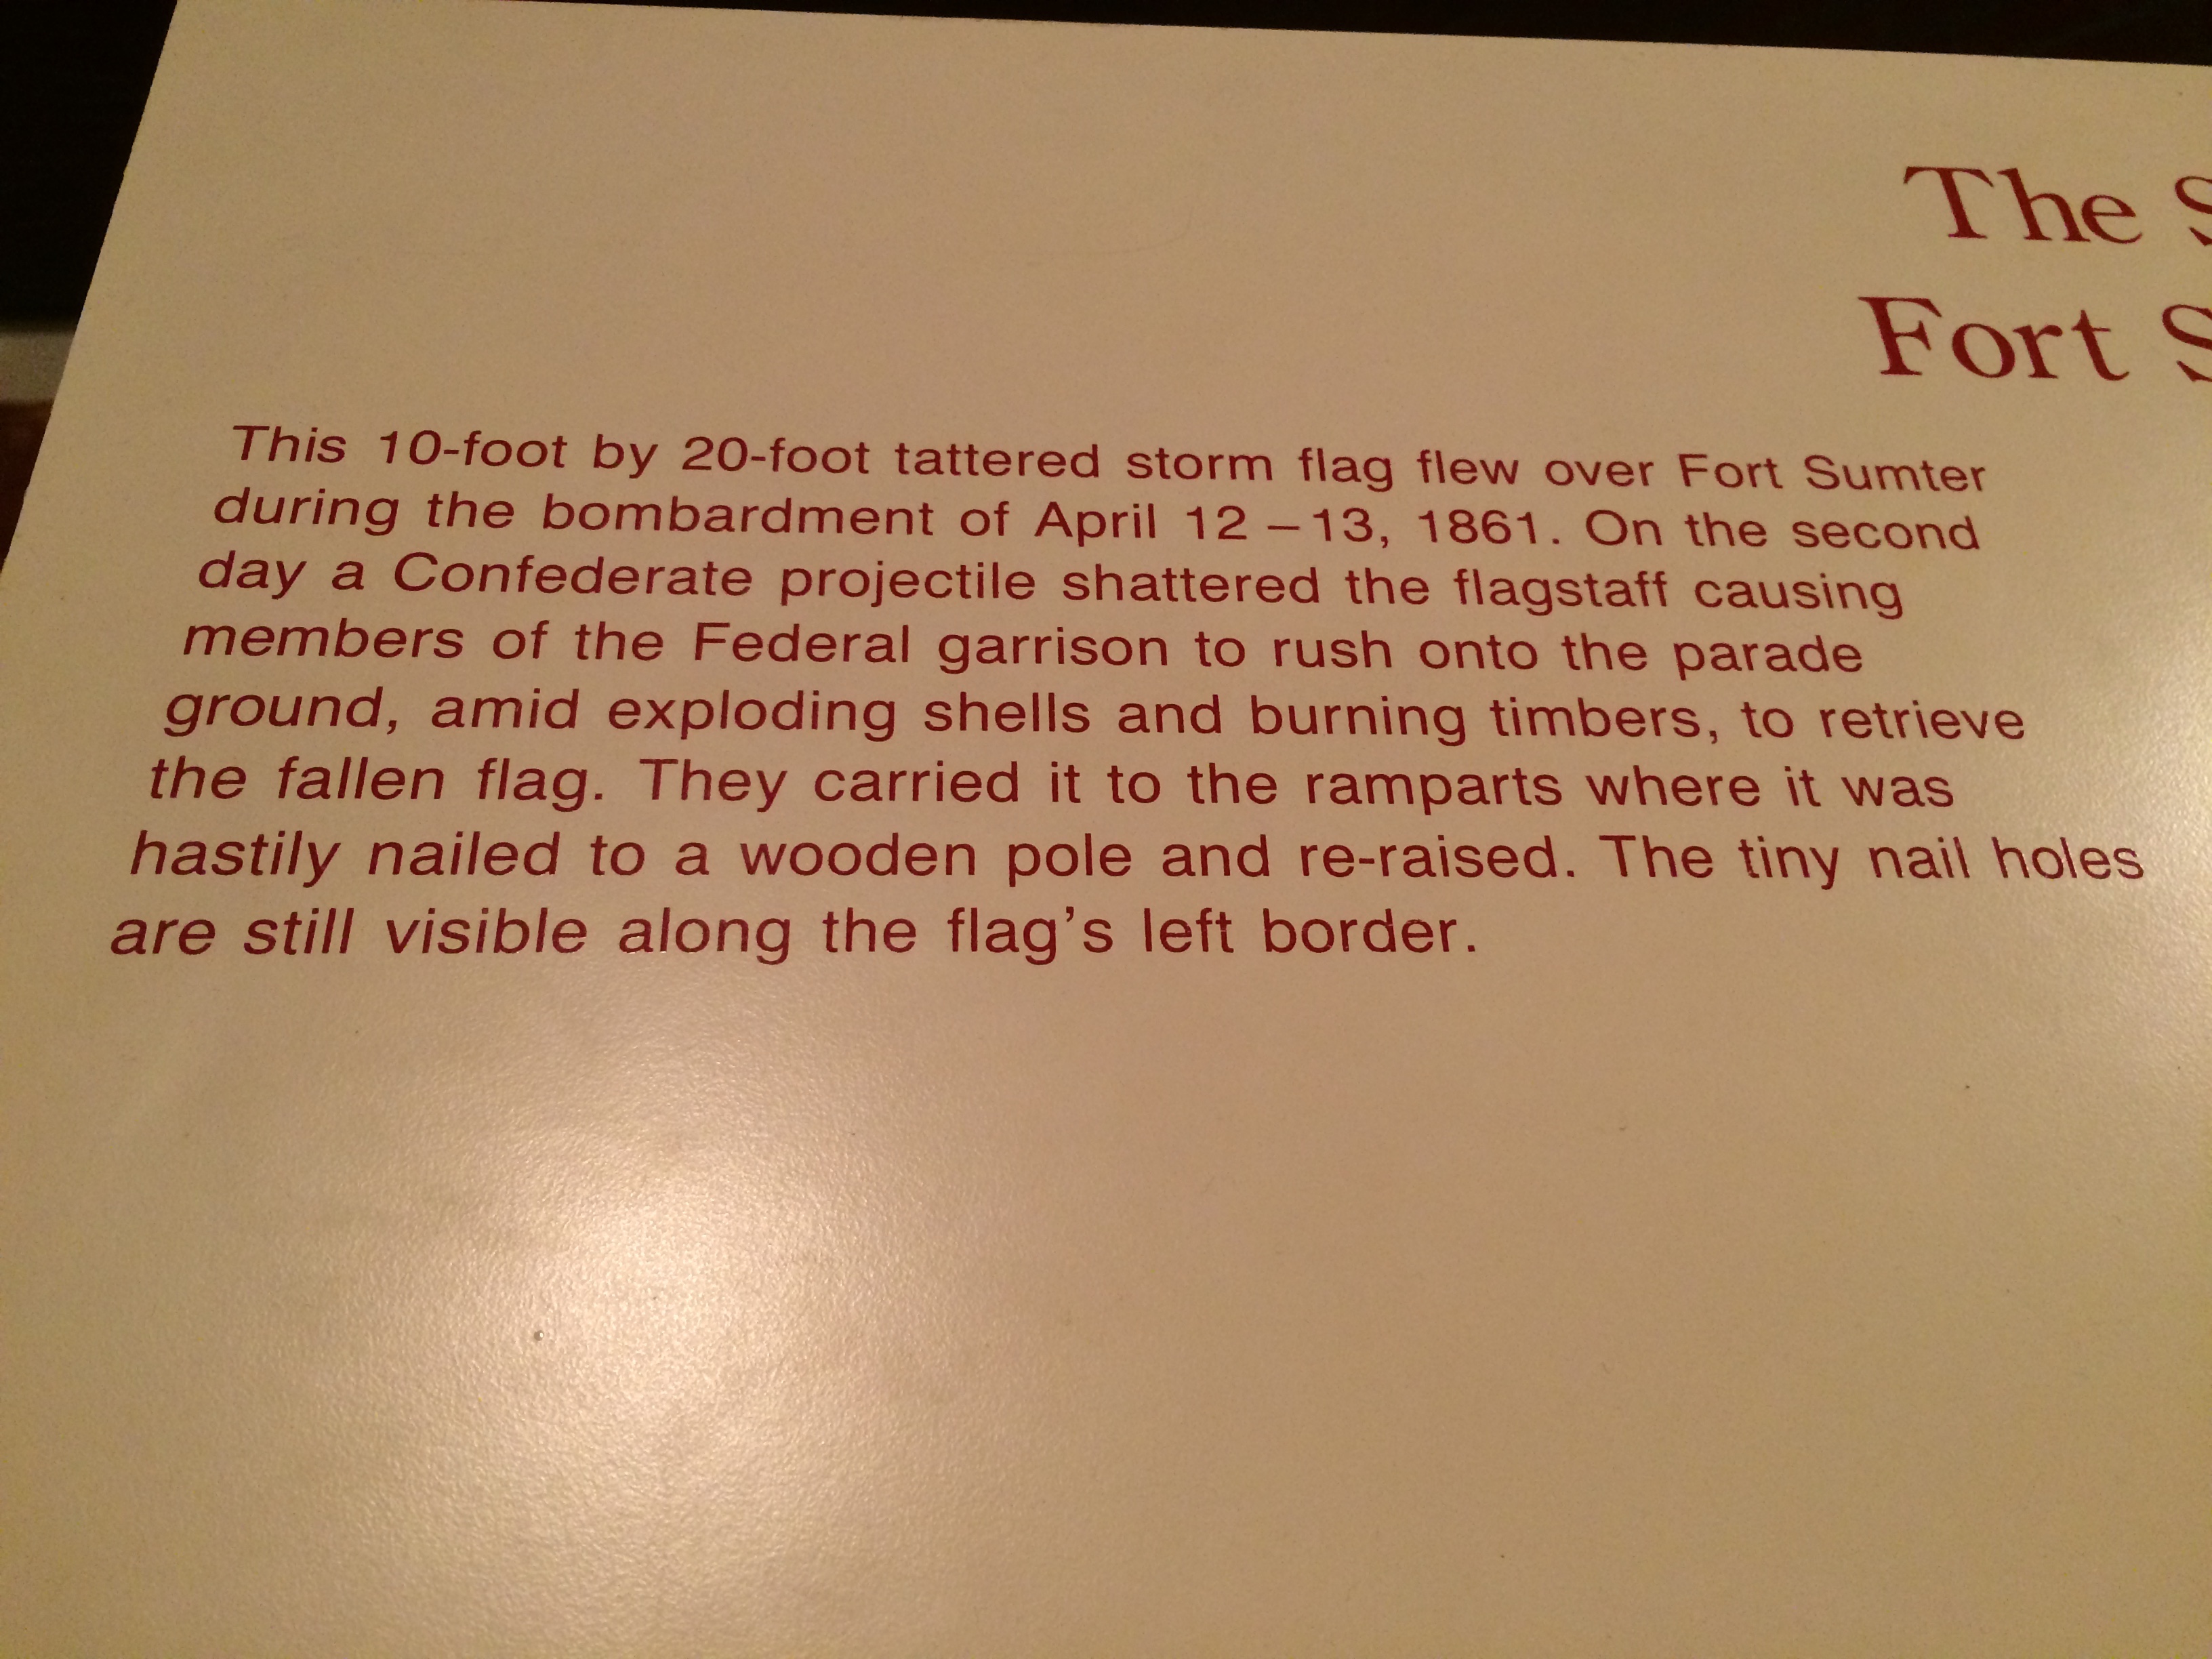 The S
Fort S
This 10-foot by 20-foot tattered storm flag flew over Fort Sumter
during the bombardment of April 12 – 13, 1861. On the second
day a Confederate projectile shattered the flagstaff causing
members of the Federal garrison to rush onto the parade
ground, amid exploding shells and burning timbers, to retrieve
the fallen flag. They carried it to the ramparts where it was
hastily nailed to a wooden pole and re-raised. The tiny nail holes
are still visible along the flag's left border.